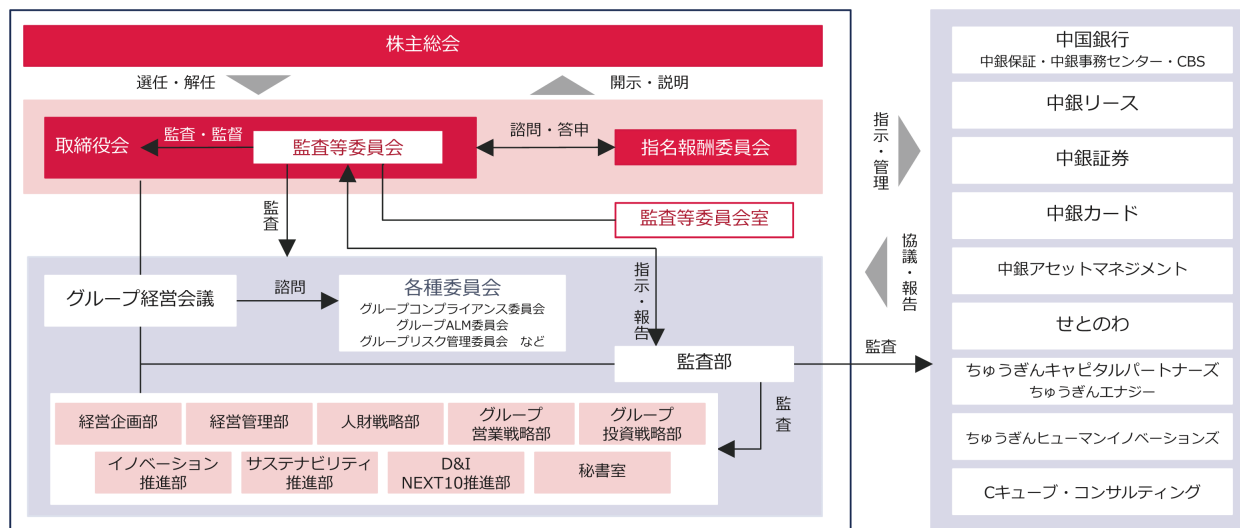 株主総会
選任・解任
開示・説明
取締役会
監査・監督
監査等委員会
諮問・答申
指名報酬委員会
監査
監査等委員会室
グループ経営会議
諮問
各種委員会
グループコンプライアンス委員会
グループALM委員会
グループリスク管理委員会 など
指示・報告
監査部
監査
監査
経営企画部
経営管理部
人財戦略部
グループ
営業戦略部
グループ
投資戦略部
イノベーション
推進部
サステナビリティ
推進部
D&I
NEXT10推進部
秘書室
指示・管理
協議・報告
中国銀行
中銀保証・中銀事務センター・CBS
中銀リース
中銀証券
中銀カード
中銀アセットマネジメント
せとのわ
ちゅうぎんキャピタルパートナーズ
ちゅうぎんエナジー
ちゅうぎんヒューマンイノベーションズ
Cキューブ・コンサルティング